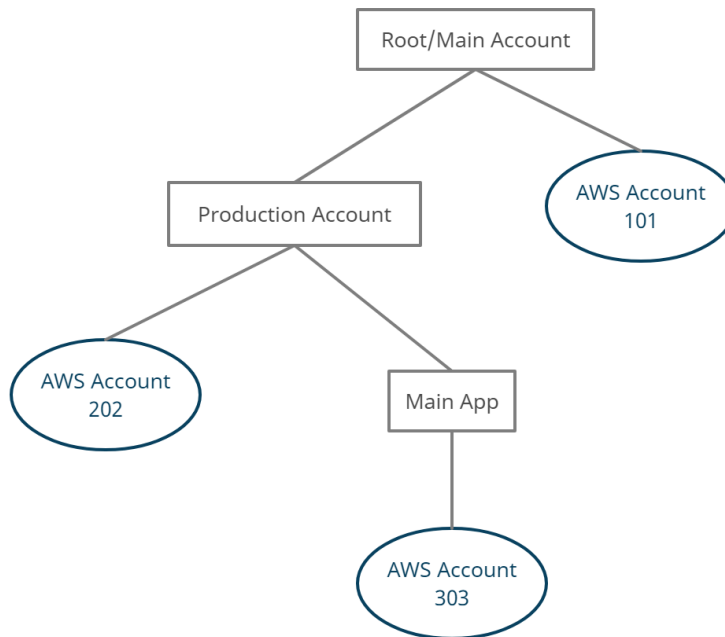 Root/Main Account
AWS Account
101
Production Account
AWS Account
202
Main App
AWS Account
303